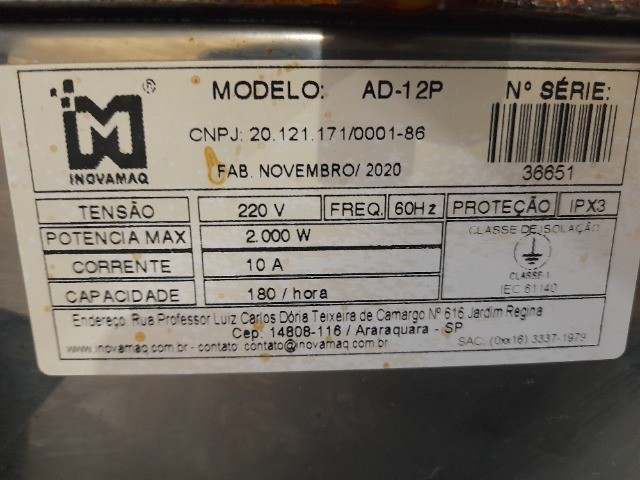 MODELO: AD-12P Nº SÉRIE:
CNPJ: 20.121.171/0001-86
INOVAMAQ ®
FAB. NOVEMBRO/ 2020
36651
TENSÃO 220 V FREQ. 60Hz PROTEÇÃO IPX3
POTENCIA MAX 2.000 W
CLASSE DE ISOLAÇÃO
CORRENTE 10 A
CLASSE I
IEC 61140
CAPACIDADE 180 / hora
Endereço: Rua Professor Luiz Carlos Dória Teixeira de Camargo Nº 616 Jardim Regina
Cep: 14808-116 / Araraquara - SP
www.inovamaq.com.br - contato: contato@inovamaq.com.br SAC: (0xx16) 3337-1979